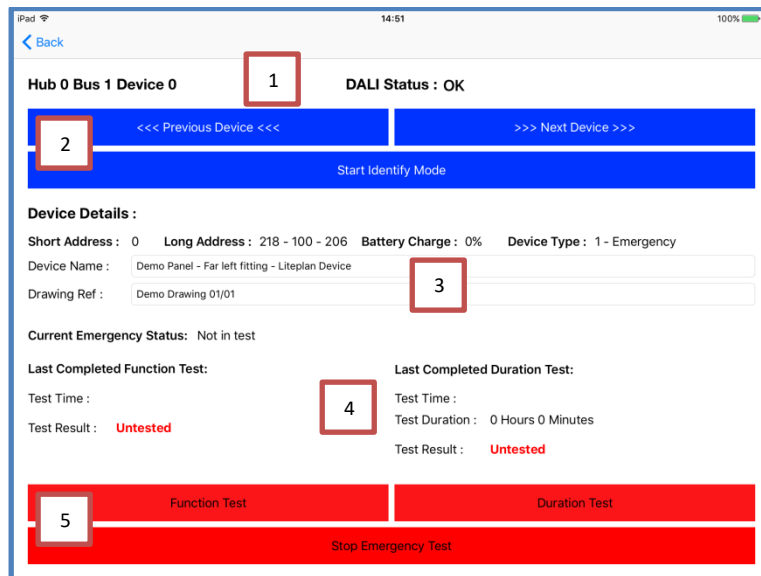 iPad 14:51 100%
Back
Hub 0 Bus 1 Device 0 1 DALI Status : OK
<<< Previous Device <<< >>> Next Device >>>
2
Start Identify Mode
Device Details :
Short Address : 0 Long Address : 218 - 100 - 206 Battery Charge : 0% Device Type : 1 - Emergency
Device Name : Demo Panel - Far left fitting - Liteplan Device
3
Drawing Ref : Demo Drawing 01/01
Current Emergency Status: Not in test
Last Completed Function Test: Last Completed Duration Test:
Test Time : Test Time :
4
Test Duration : 0 Hours 0 Minutes
Test Result : Untested
Test Result : Untested
Function Test Duration Test
5
Stop Emergency Test